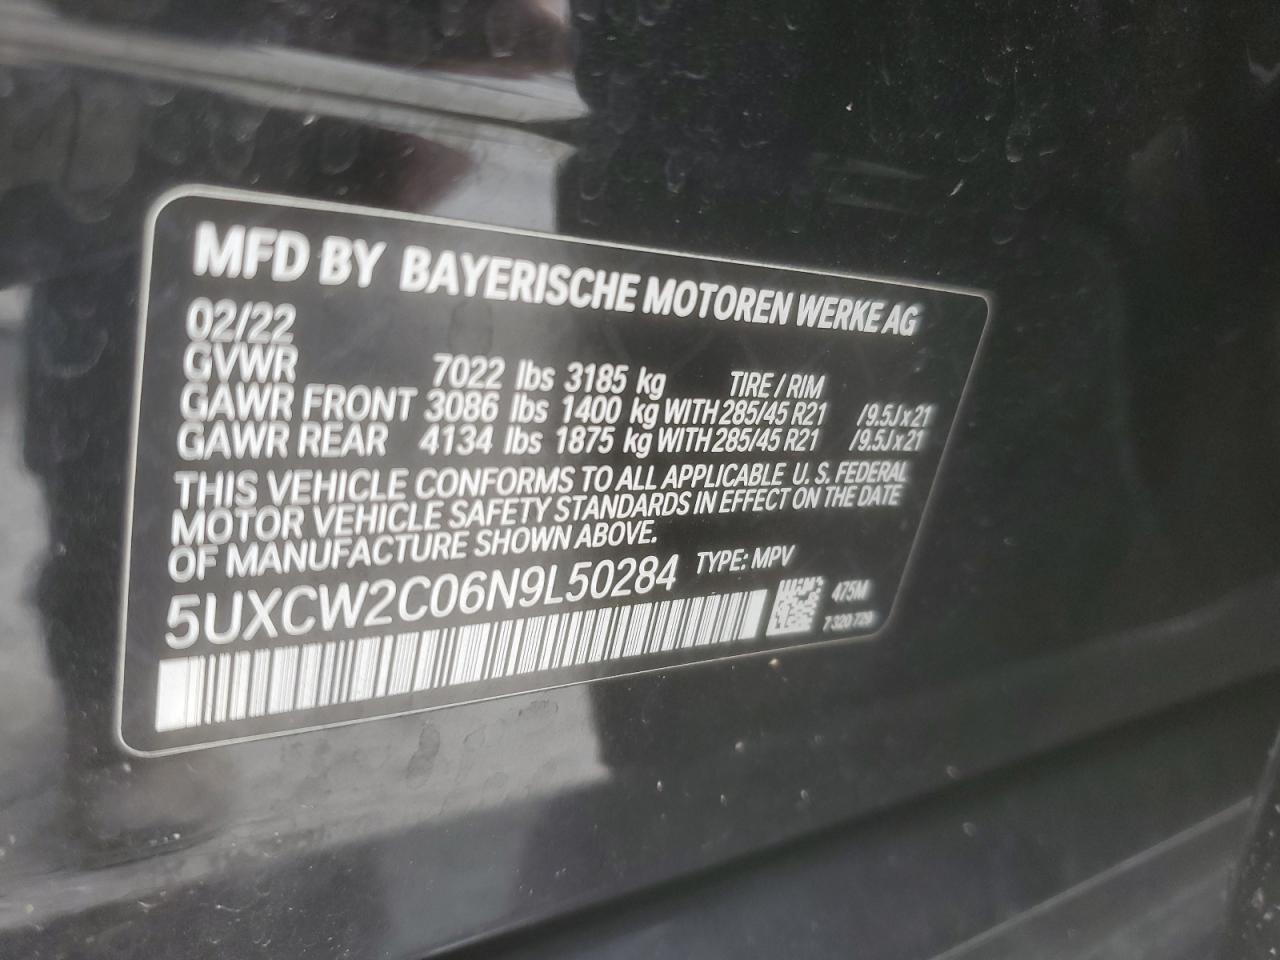 MFD BY BAYERISCHE MOTOREN WERKE AG
02/22
GVWR 7022 lbs 3185 kg TIRE / RIM
GAWR FRONT 3086 lbs 1400 kg WITH 285/45 R21 /9.5J x 21
GAWR REAR 4134 lbs 1875 kg WITH 285/45 R21 /9.5J x 21
THIS VEHICLE CONFORMS TO ALL APPLICABLE U. S. FEDERAL
MOTOR VEHICLE SAFETY STANDARDS IN EFFECT ON THE DATE
OF MANUFACTURE SHOWN ABOVE.
5UXCW2C06N9L50284 TYPE: MPV
475M
7 320 729